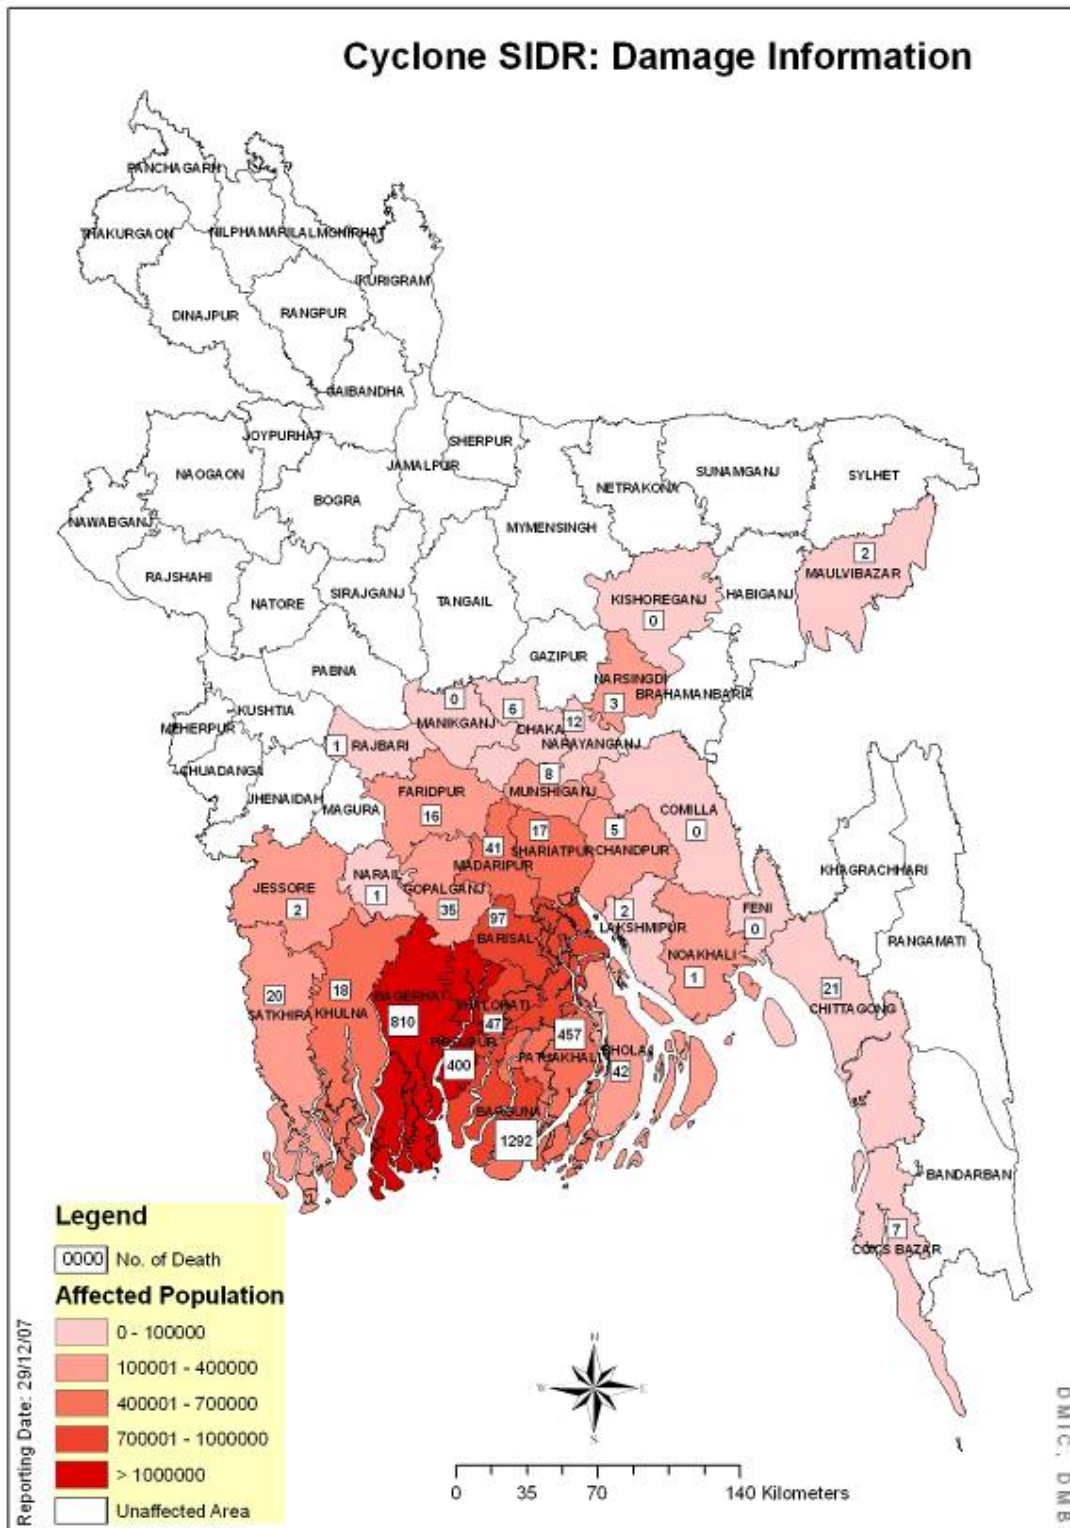 Cyclone SIDR: Damage Information
PANCHAGARH
THAKURGAON
NILPHAMARI
LALMONIRHAT
KURIGRAM
DINAJPUR
RANGPUR
GAIBANDHA
JOYPURHAT
SHERPUR
NAOGAON
JAMALPUR
BOGRA
NETRAKONA
SUNAMGANJ
SYLHET
NAWABGANJ
MYMENSINGH
2
MAULVIBAZAR
RAJSHAHI
NATORE
SIRAJGANJ
TANGAIL
KISHOREGANJ
0
HABIGANJ
PABNA
GAZIPUR
NARSINGDI
3
BRAHAMANBARIA
KUSHTIA
MEHERPUR
0
MANIKGANJ
6
DHAKA
12
NARAYANGANJ
1
RAJBARI
CHUADANGA
JHENAIDAH
MAGURA
FARIDPUR
16
8
MUNSHIGANJ
COMILLA
0
41
MADARIPUR
17
SHARIATPUR
5
CHANDPUR
KHAGRACHHARI
JESSORE
2
NARAIL
1
GOPALGANJ
35
97
BARISAL
2
LAKSHMIPUR
FENI
0
RANGAMATI
NOAKHALI
1
20
SATKHIRA
18
KHULNA
BAGERHAT
810
JHALOKATI
47
PIROJPUR
400
457
PATUAKHALI
BHOLA
42
21
CHITTAGONG
BARGUNA
1292
BANDARBAN
7
COX'S BAZAR
Legend
0000 No. of Death
Affected Population
0 - 100000
100001 - 400000
400001 - 700000
700001 - 1000000
> 1000000
Unaffected Area
Reporting Date: 29/12/07
N
W
E
S
0 35 70 140 Kilometers
DMIC, DMB